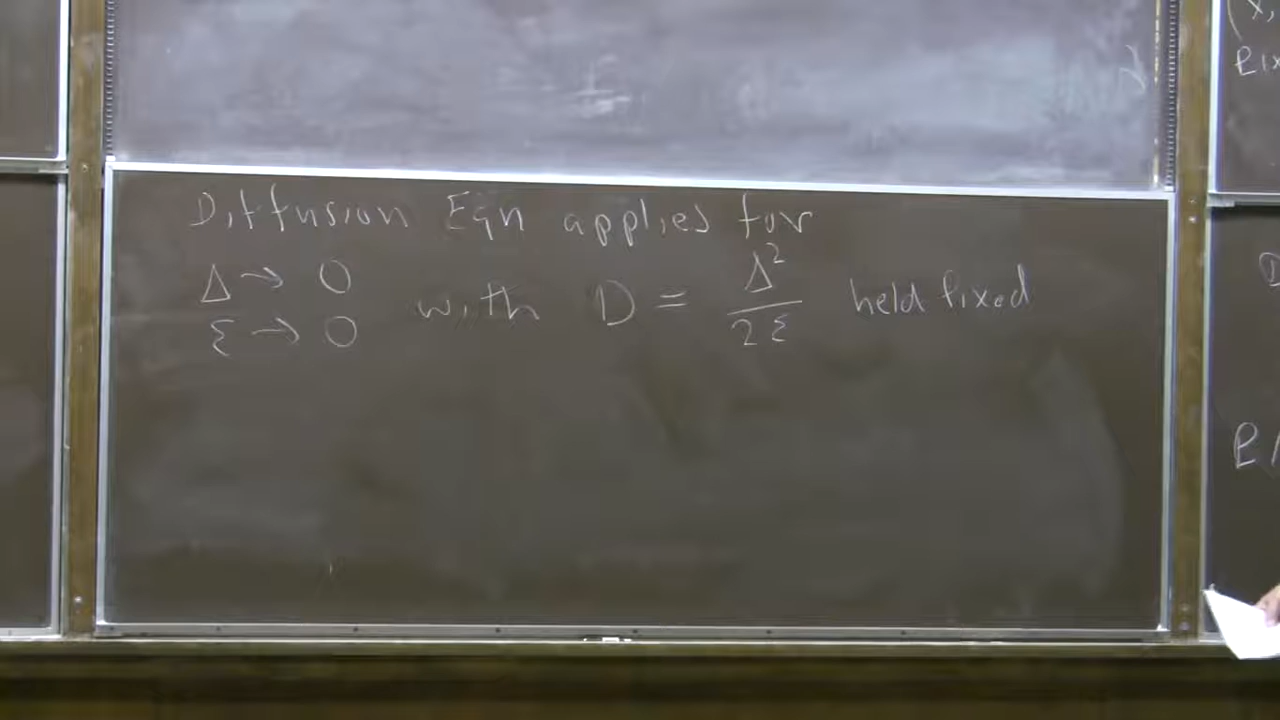 Diffusion Eqn applies for
Δ → 0
ε → 0
with D = Δ² / 2ε held fixed